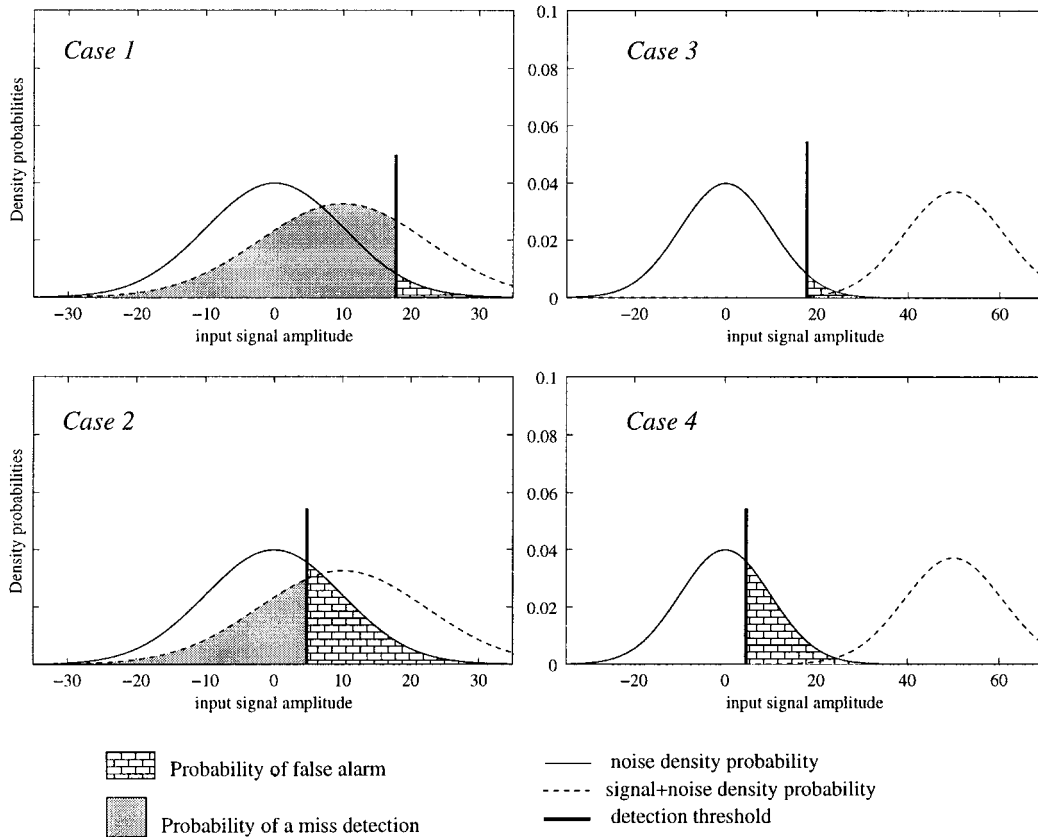 Case 1
Density probabilities
−30 −20 −10 0 10 20 30
input signal amplitude
Case 3
0.1
0.08
0.06
0.04
0.02
0
−20 0 20 40 60
input signal amplitude
Case 2
Density probabilities
−30 −20 −10 0 10 20 30
input signal amplitude
Case 4
0.1
0.08
0.06
0.04
0.02
0
−20 0 20 40 60
input signal amplitude
Probability of false alarm
Probability of a miss detection
noise density probability
signal+noise density probability
detection threshold